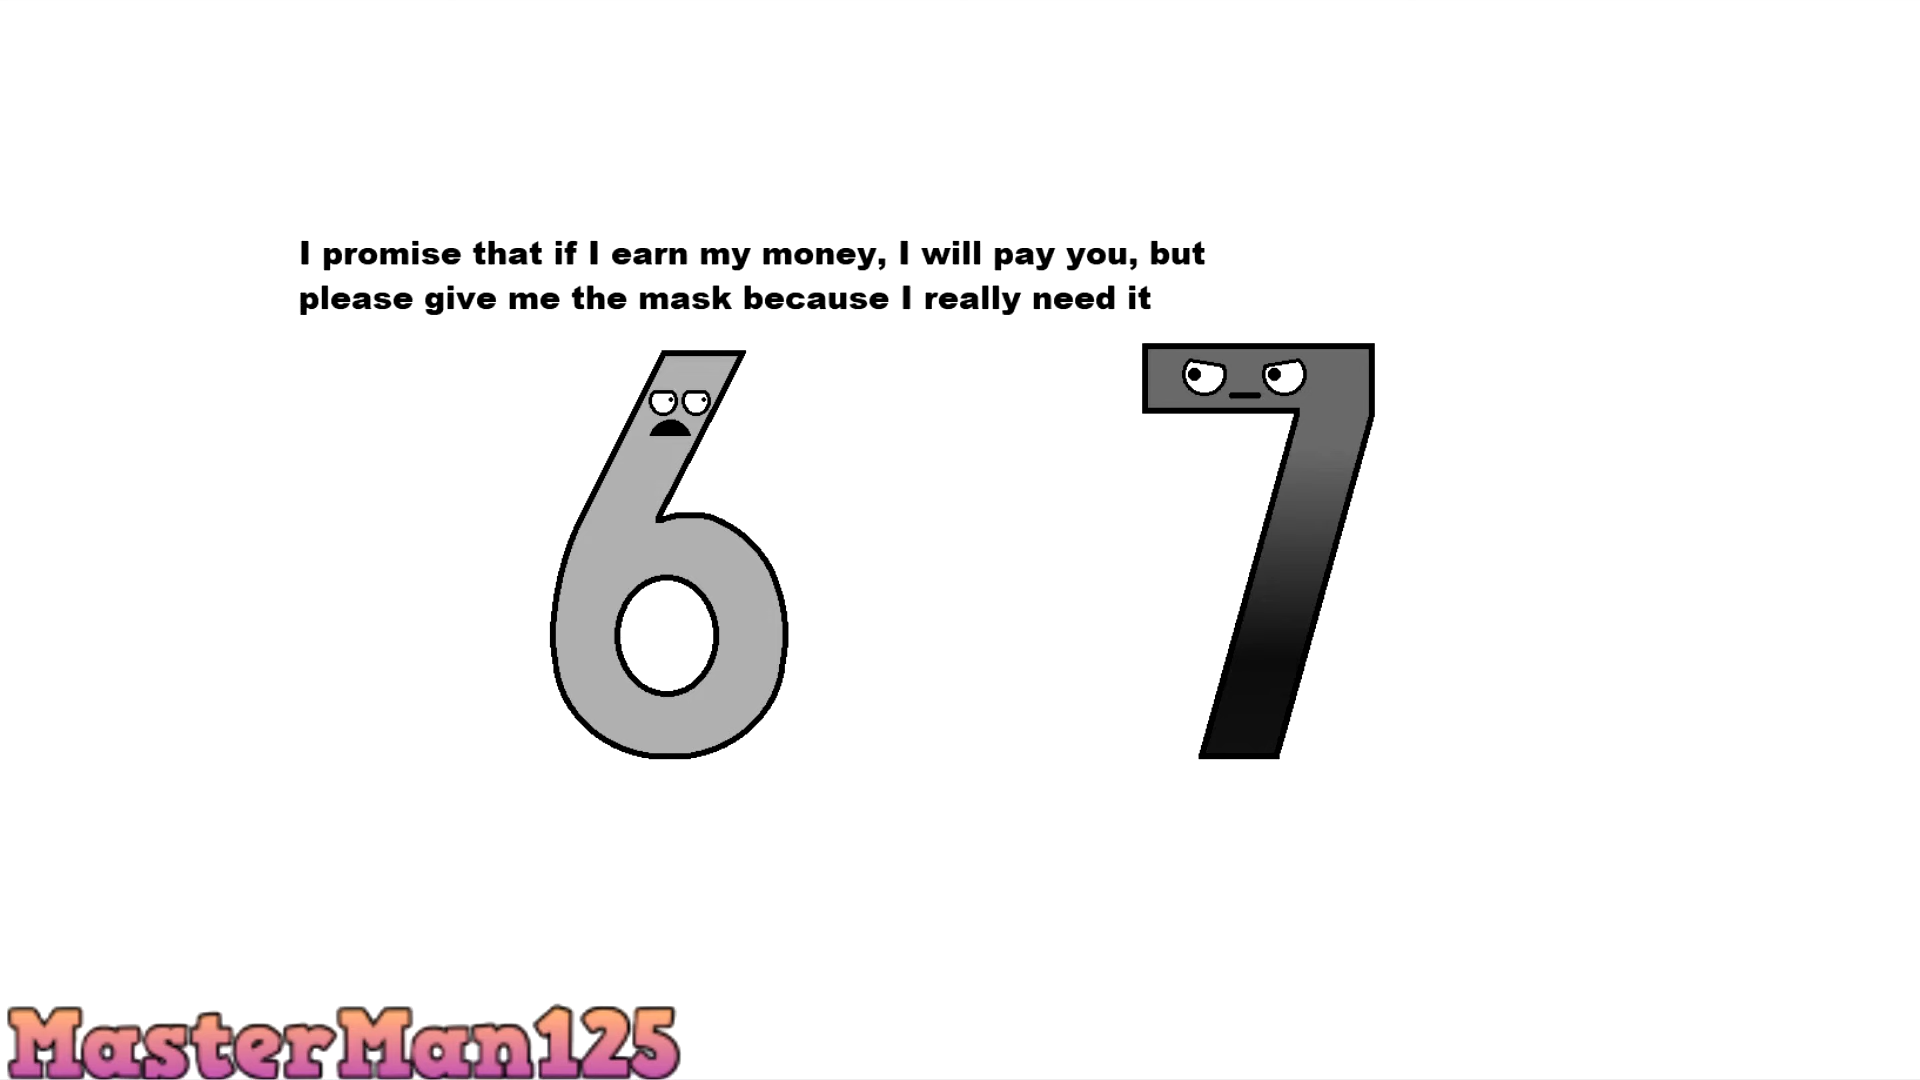 I promise that if I earn my money, I will pay you, but
please give me the mask because I really need it
6 7
MasterMan125